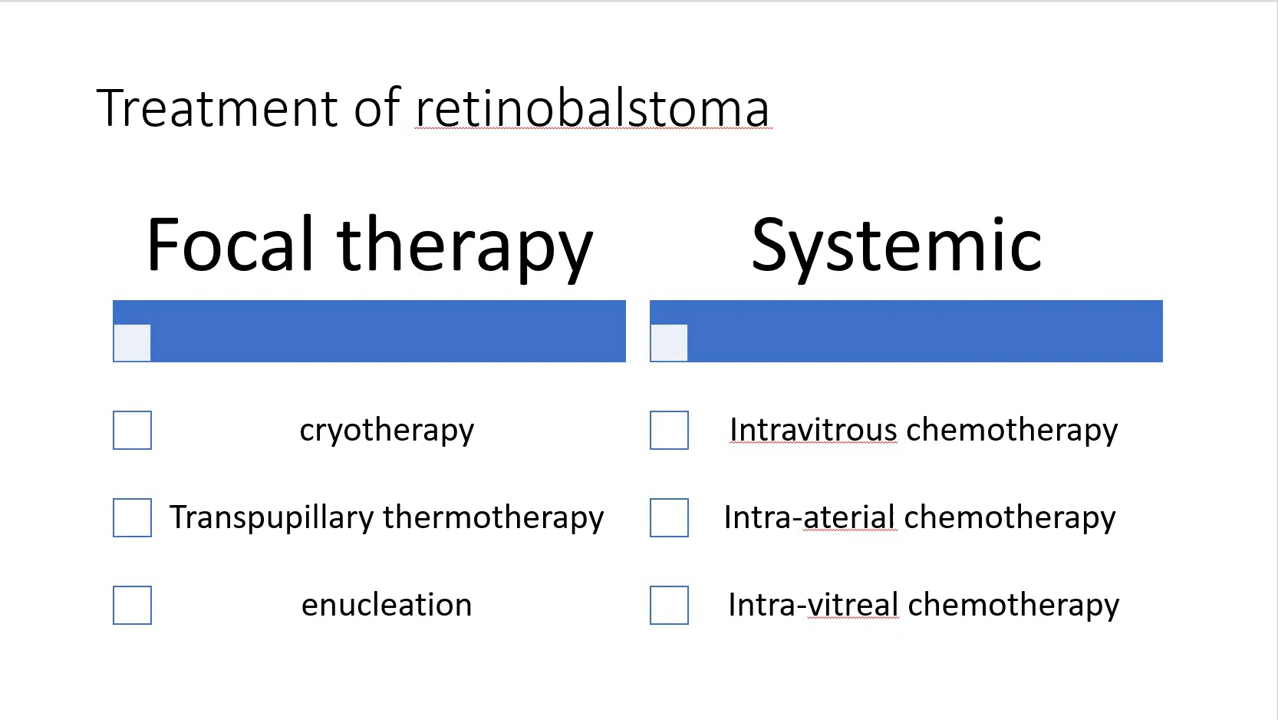 Treatment of retinobalstoma
Focal therapy
cryotherapy
Transpupillary thermotherapy
enucleation
Systemic
Intravitrous chemotherapy
Intra-aterial chemotherapy
Intra-vitreal chemotherapy